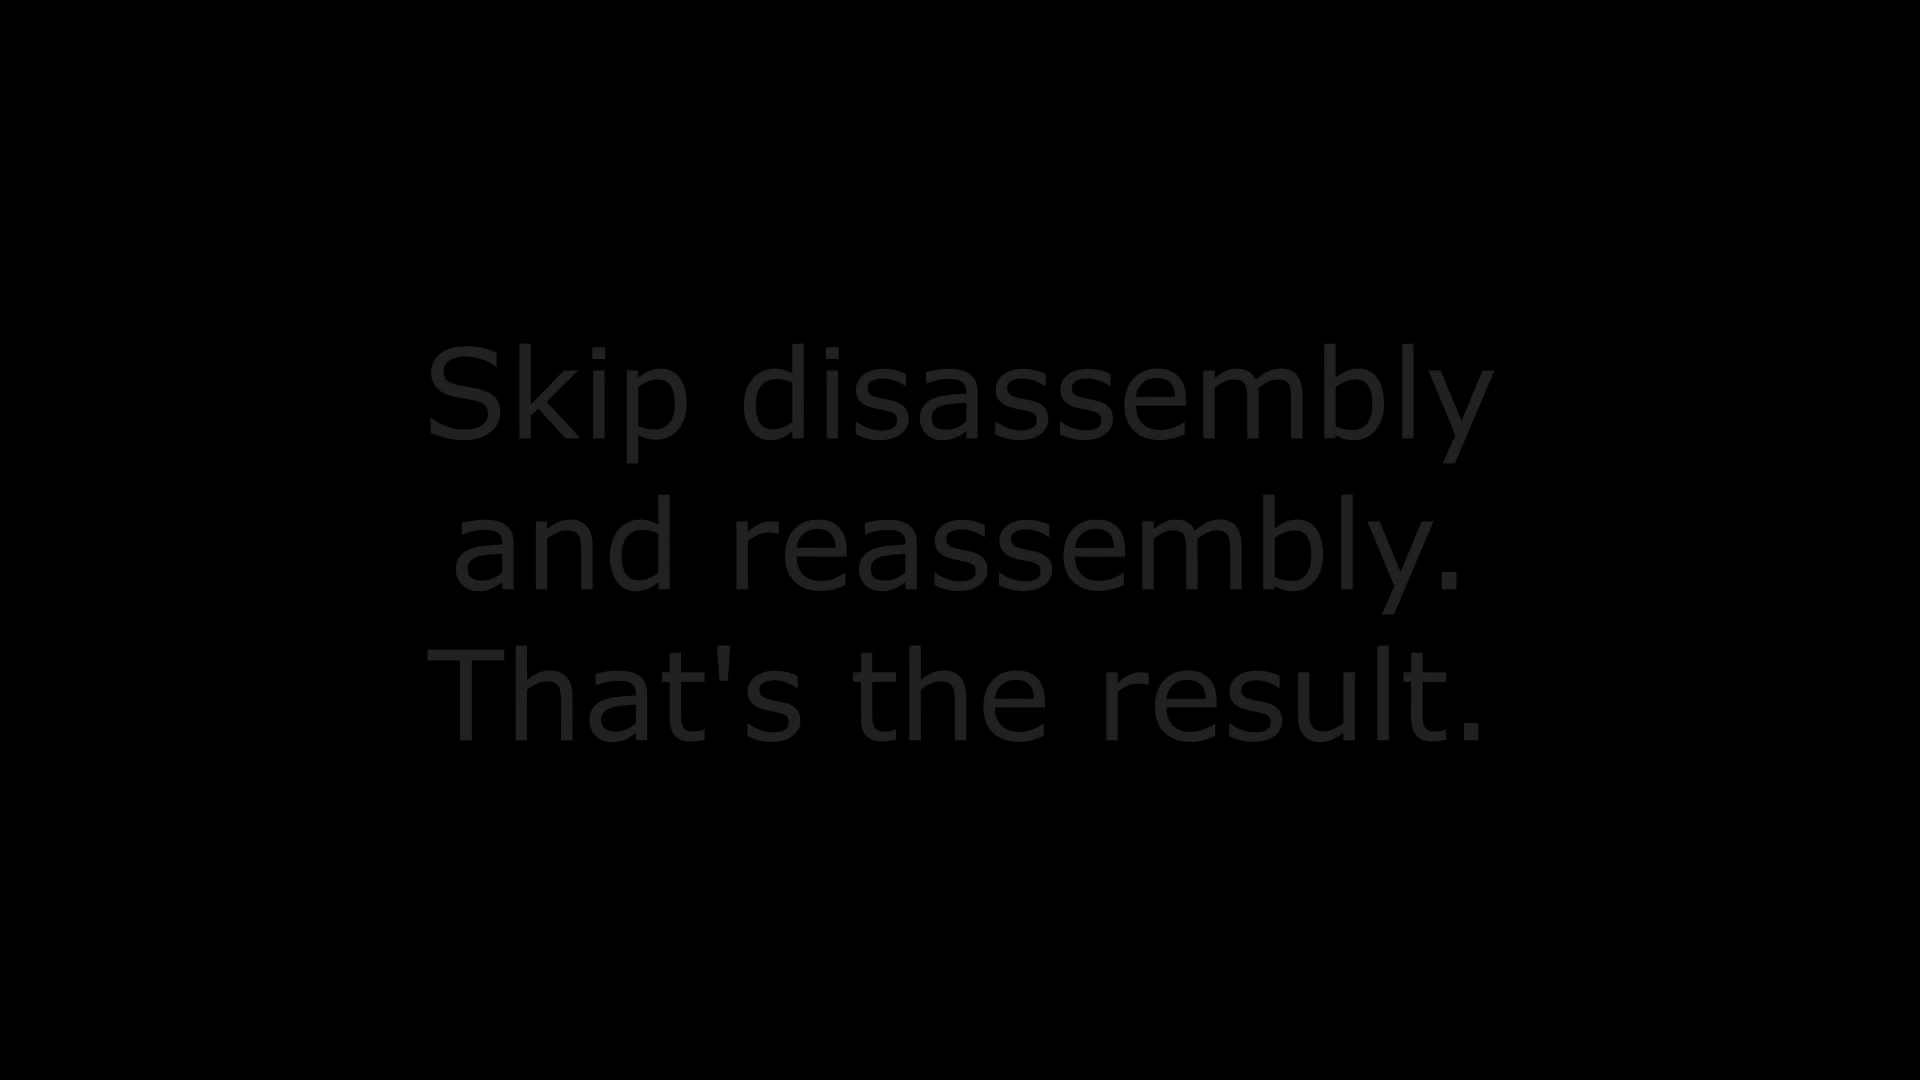 Skip disassembly
and reassembly.
That's the result.